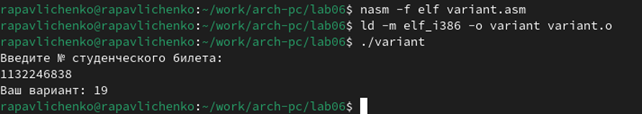 rapavlichenko@rapavlichenko:~/work/arch-pc/lab06$ nasm -f elf variant.asm
rapavlichenko@rapavlichenko:~/work/arch-pc/lab06$ ld -m elf_i386 -o variant variant.o
rapavlichenko@rapavlichenko:~/work/arch-pc/lab06$ ./variant
Введите № студенческого билета:
1132246838
Ваш вариант: 19
rapavlichenko@rapavlichenko:~/work/arch-pc/lab06$